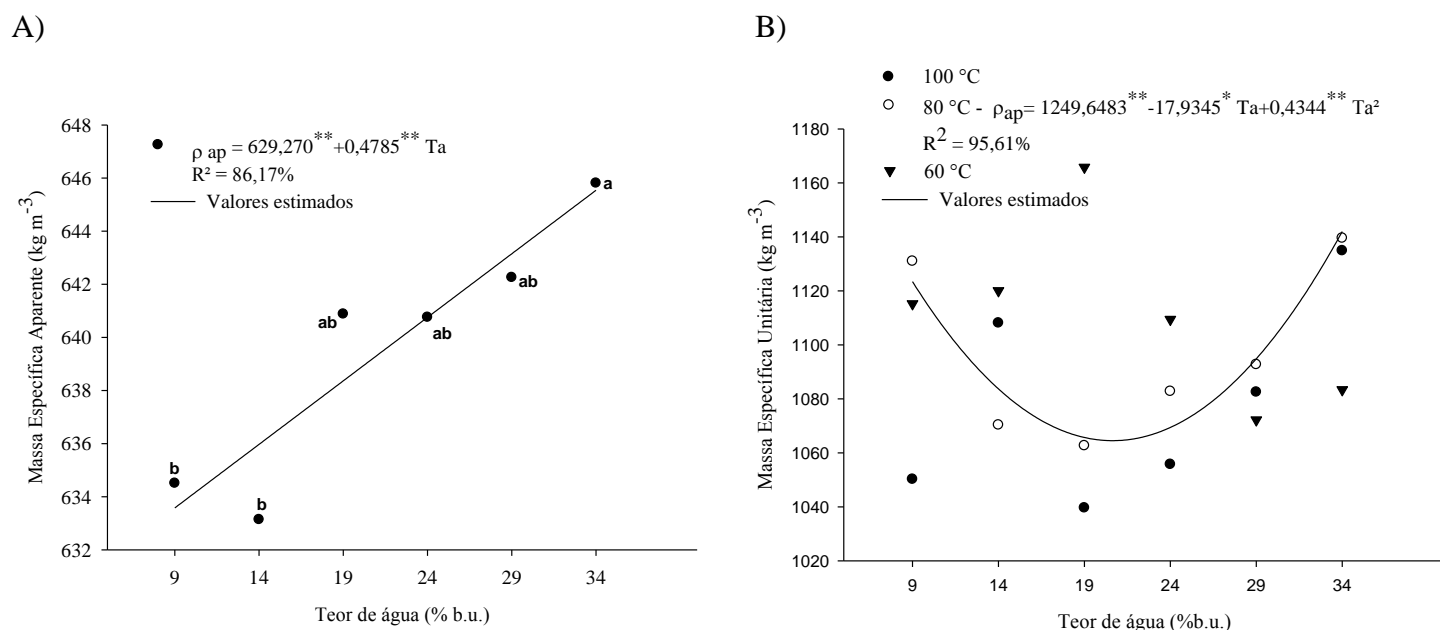 A)
ρ ap = 629,270**+0,4785** Ta
R² = 86,17%
Valores estimados
Massa Específica Aparente (kg m-3)
648
646
644
642
640
638
636
634
632
b
b
ab
ab
ab
a
9 14 19 24 29 34
Teor de água (% b.u.)
B)
100 °C
80 °C - ρap= 1249,6483**-17,9345* Ta+0,4344** Ta²
R2 = 95,61%
60 °C
Valores estimados
Massa Específica Unitária (kg m-3)
1180
1160
1140
1120
1100
1080
1060
1040
1020
9 14 19 24 29 34
Teor de água (%b.u.)